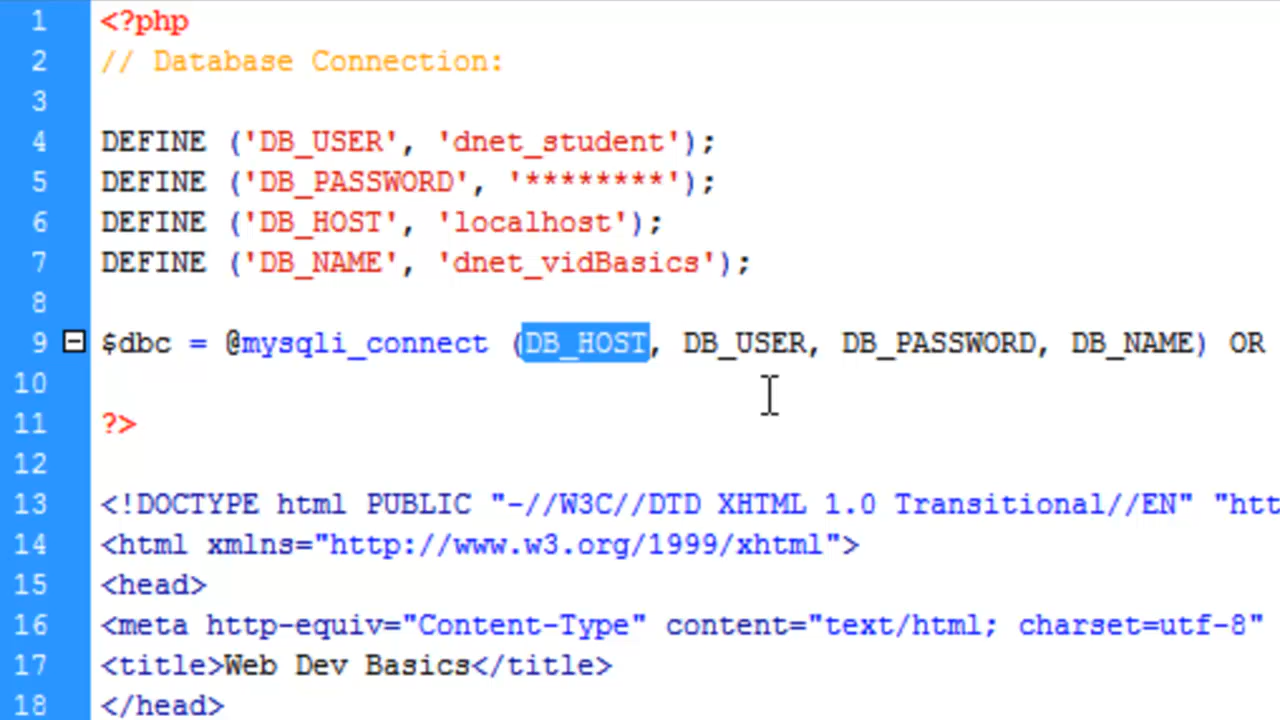 1 <?php
2 // Database Connection:
3
4 DEFINE ('DB_USER', 'dnet_student');
5 DEFINE ('DB_PASSWORD', '********');
6 DEFINE ('DB_HOST', 'localhost');
7 DEFINE ('DB_NAME', 'dnet_vidBasics');
8
9 $dbc = @mysqli_connect (DB_HOST, DB_USER, DB_PASSWORD, DB_NAME) OR
10
11 ?>
12
13 <!DOCTYPE html PUBLIC "-//W3C//DTD XHTML 1.0 Transitional//EN" "htt
14 <html xmlns="http://www.w3.org/1999/xhtml">
15 <head>
16 <meta http-equiv="Content-Type" content="text/html; charset=utf-8"
17 <title>Web Dev Basics</title>
18 </head>